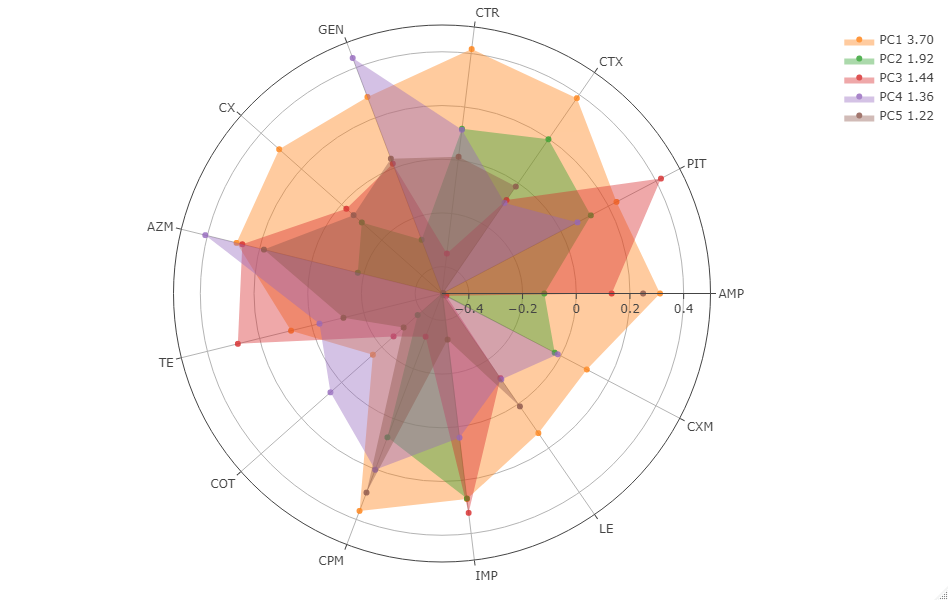 CTR
GEN
CTX
PC1 3.70
PC2 1.92
PC3 1.44
PC4 1.36
PC5 1.22
CX
PIT
AZM
AMP
−0.4 −0.2 0 0.2 0.4
TE
CXM
COT
LE
CPM
IMP